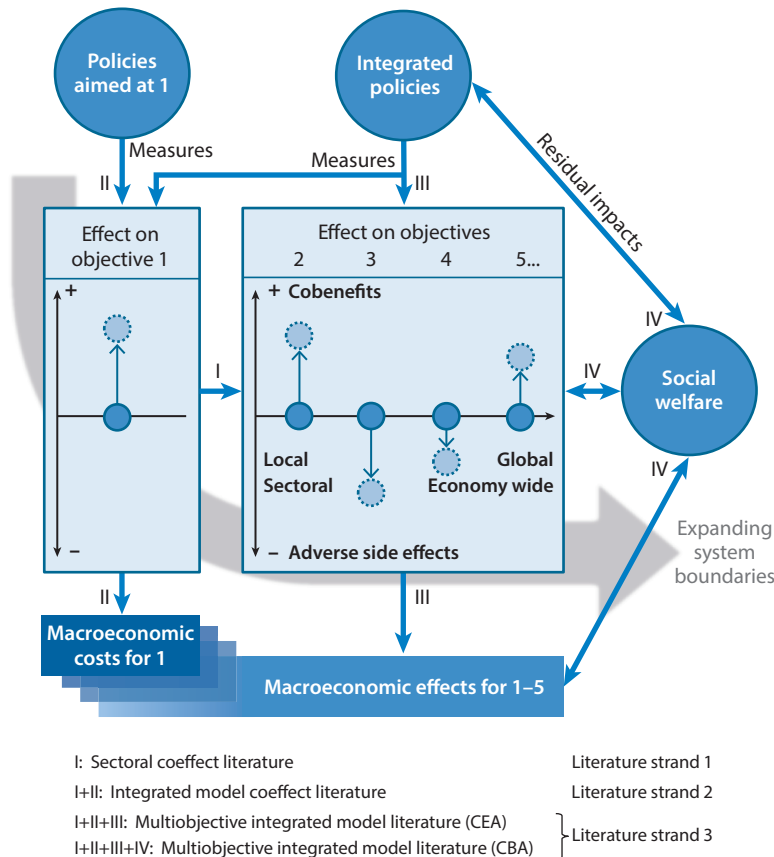 Policies
aimed at 1
Integrated
policies
Measures
Measures
II
III
Residual impacts
Effect on
objective 1
Effect on objectives
2 3 4 5...
+
+ Cobenefits
I
IV
IV
Social
welfare
IV
Local
Sectoral
Global
Economy wide
–
– Adverse side effects
Expanding
system
boundaries
II
III
Macroeconomic
costs for 1
Macroeconomic effects for 1–5
I: Sectoral coeffect literature Literature strand 1
I+II: Integrated model coeffect literature Literature strand 2
I+II+III: Multiobjective integrated model literature (CEA)
Literature strand 3
I+II+III+IV: Multiobjective integrated model literature (CBA)